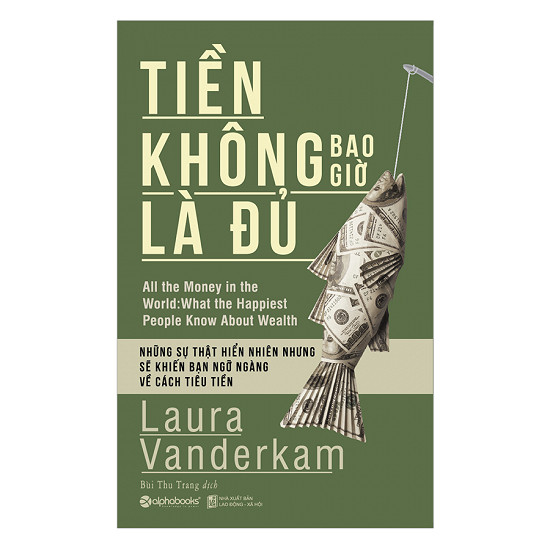 TIỀN
KHÔNG BAO GIỜ
LÀ ĐỦ
All the Money in the
World:What the Happiest
People Know About Wealth
NHỮNG SỰ THẬT HIỂN NHIÊN NHƯNG
SẼ KHIẾN BẠN NGỠ NGÀNG
VỀ CÁCH TIÊU TIỀN
Laura
Vanderkam
Bùi Thu Trang dịch
alphabooks
NHÀ XUẤT BẢN
LAO ĐỘNG - XÃ HỘI